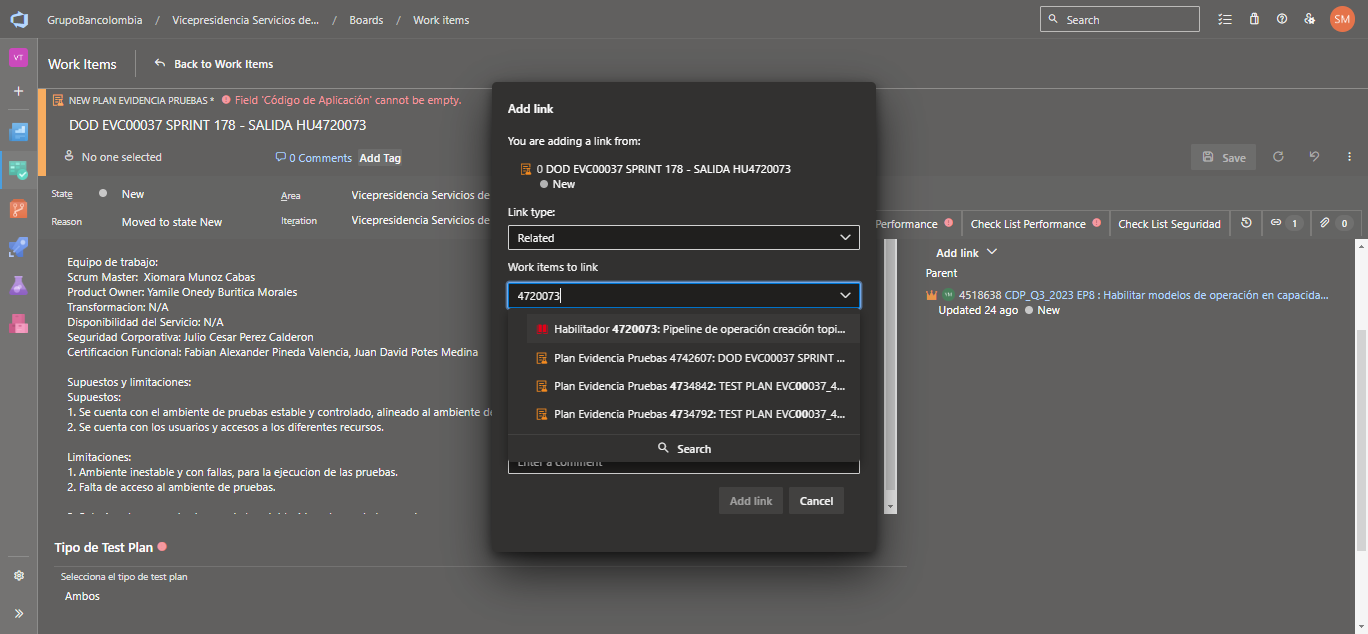 GrupoBancolombia / Vicepresidencia Servicios de... / Boards / Work items
Search
SM
VT
Work Items
Back to Work Items
NEW PLAN EVIDENCIA PRUEBAS * Field 'Código de Aplicación' cannot be empty.
DOD EVC00037 SPRINT 178 - SALIDA HU4720073
No one selected
0 Comments
Add Tag
Save
State
New
Area
Vicepresidencia Servicios de
Reason
Moved to state New
Iteration
Vicepresidencia Servicios de
Performance
Check List Performance
Check List Seguridad
1
0
Equipo de trabajo:
Scrum Master: Xiomara Munoz Cabas
Product Owner: Yamile Onedy Buritica Morales
Transformacion: N/A
Disponibilidad del Servicio: N/A
Seguridad Corporativa: Julio Cesar Perez Calderon
Certificacion Funcional: Fabian Alexander Pineda Valencia, Juan David Potes Medina
Supuestos y limitaciones:
Supuestos:
1. Se cuenta con el ambiente de pruebas estable y controlado, alineado al ambiente de
2. Se cuenta con los usuarios y accesos a los diferentes recursos.
Limitaciones:
1. Ambiente inestable y con fallas, para la ejecucion de las pruebas.
2. Falta de acceso al ambiente de pruebas.
Tipo de Test Plan
Selecciona el tipo de test plan
Ambos
Add link
You are adding a link from:
0 DOD EVC00037 SPRINT 178 - SALIDA HU4720073
New
Link type:
Related
Work items to link
4720073
Habilitador 4720073: Pipeline de operación creación topi...
Plan Evidencia Pruebas 4742607: DOD EVC00037 SPRINT ...
Plan Evidencia Pruebas 4734842: TEST PLAN EVC00037_4...
Plan Evidencia Pruebas 4734792: TEST PLAN EVC00037_4...
Search
Enter a comment
Add link
Cancel
Add link
Parent
4518638 CDP_Q3_2023 EP8 : Habilitar modelos de operación en capacida...
Updated 24 ago New